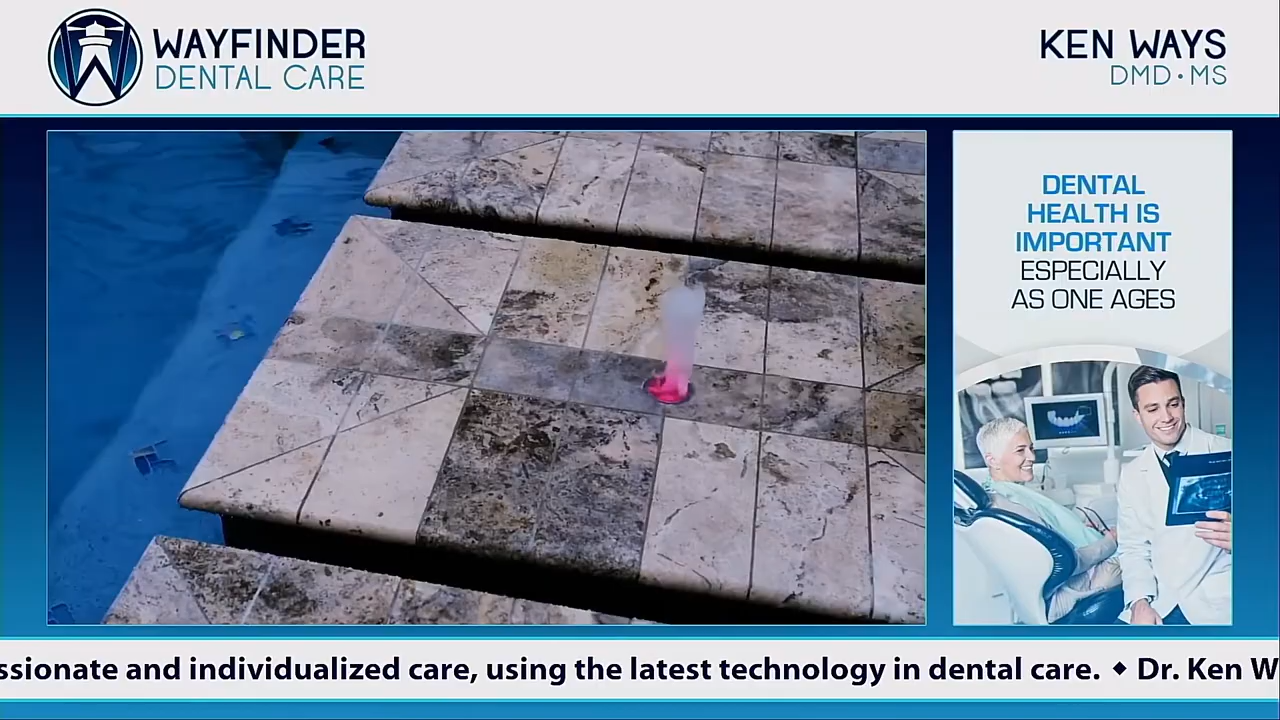 WAYFINDER
DENTAL CARE
KEN WAYS
DMD • MS
DENTAL
HEALTH IS
IMPORTANT
ESPECIALLY
AS ONE AGES
ssionate and individualized care, using the latest technology in dental care. ◆ Dr. Ken W